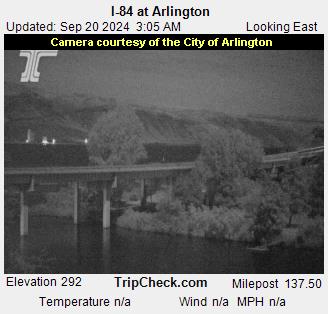 I-84 at Arlington
Updated: Sep 20 2024 3:05 AM Looking East
Camera courtesy of the City of Arlington
Elevation 292 TripCheck.com Milepost 137.50
Temperature n/a Wind n/a MPH n/a